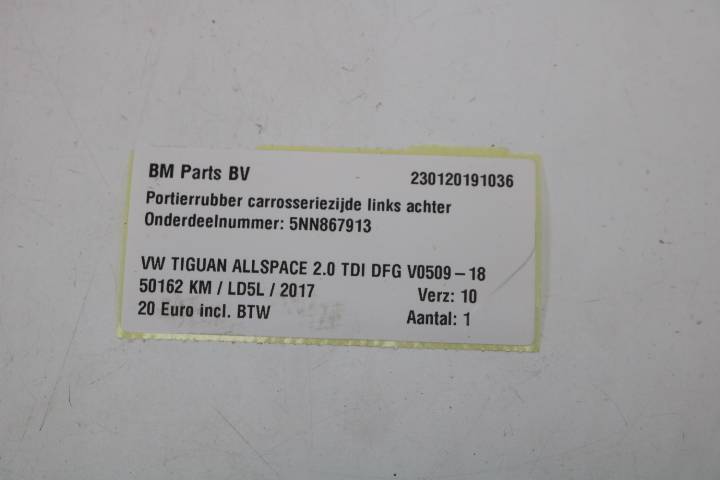 BM Parts BV 230120191036
Portierrubber carrosseriezijde links achter
Onderdeelnummer: 5NN867913
VW TIGUAN ALLSPACE 2.0 TDI DFG V0509-18
50162 KM / LD5L / 2017 Verz: 10
20 Euro incl. BTW Aantal: 1